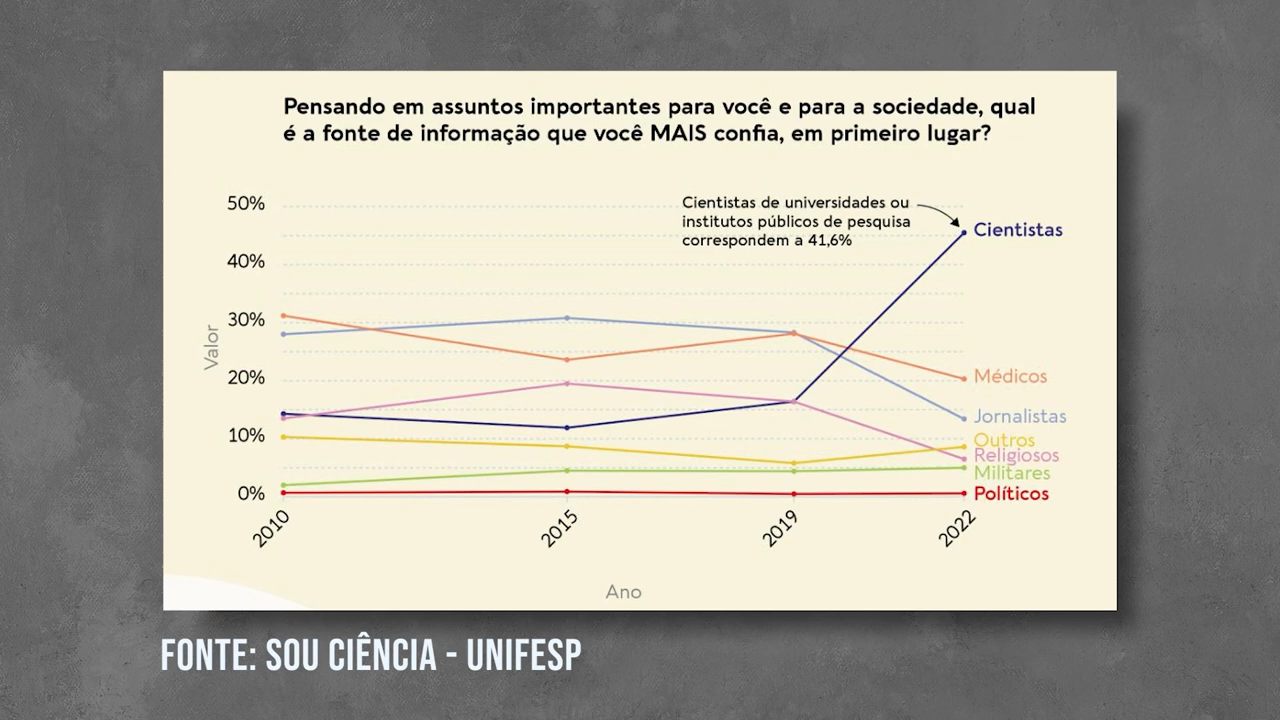 Pensando em assuntos importantes para você e para a sociedade, qual
é a fonte de informação que você MAIS confia, em primeiro lugar?
50%
Cientistas de universidades ou
institutos públicos de pesquisa
correspondem a 41,6%
Cientistas
40%
30%
Valor
20%
Médicos
Jornalistas
10%
Outros
Religiosos
Militares
0%
Políticos
2010
2015
2019
2022
Ano
FONTE: SOU CIÊNCIA - UNIFESP